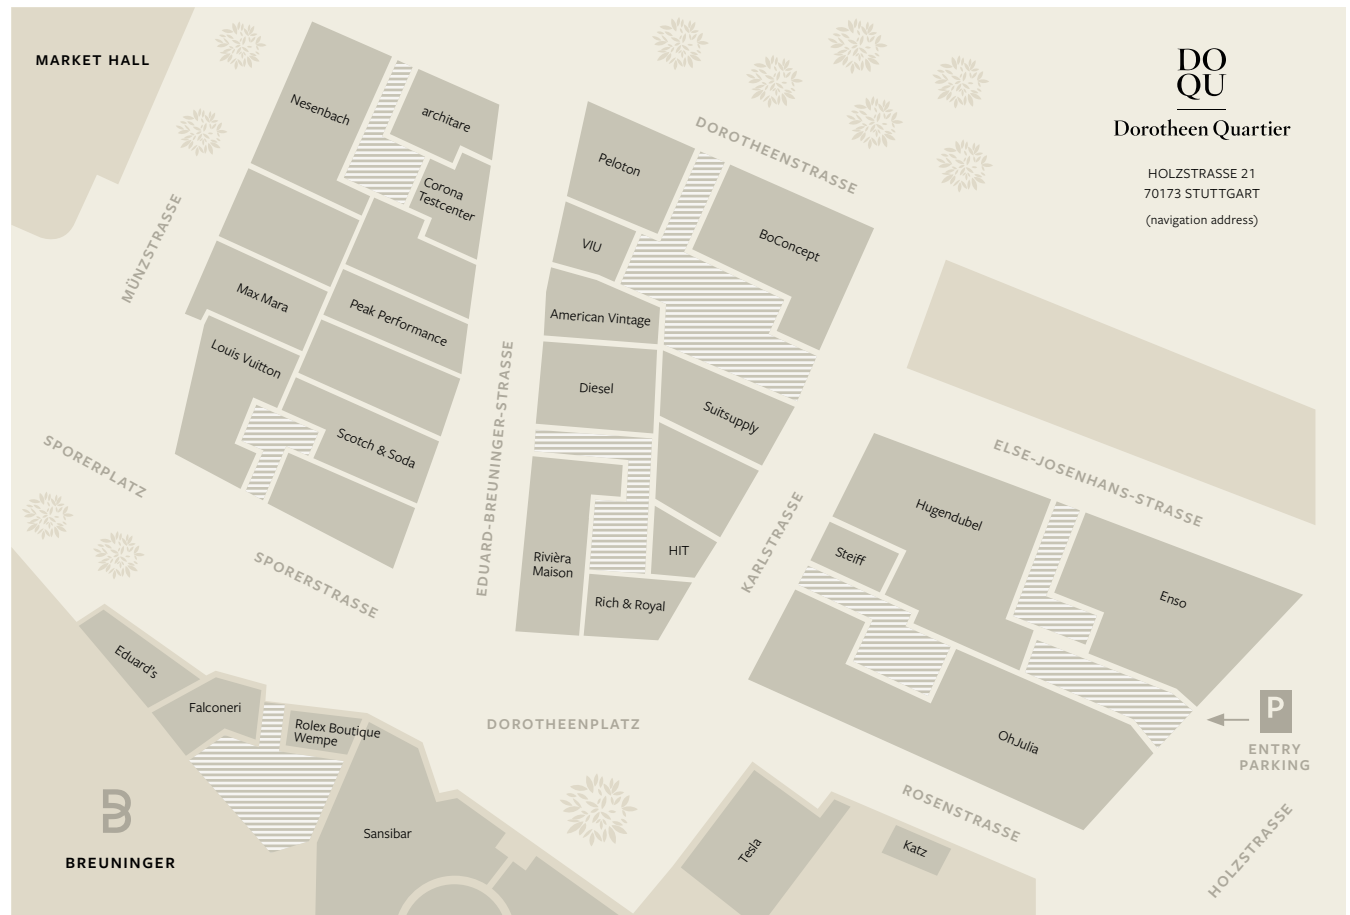 MARKET HALL
DO
QU
Dorotheen Quartier
HOLZSTRASSE 21
70173 STUTTGART
(navigation address)
Nesenbach
architare
Corona
Testcenter
Peloton
DOROTHEENSTRASSE
BoConcept
VIU
MÜNZSTRASSE
Max Mara
Peak Performance
American Vintage
Louis Vuitton
Diesel
Suitsupply
EDUARD-BREUNINGER-STRASSE
Scotch & Soda
SPORERPLATZ
ELSE-JOSENHANS-STRASSE
Hugendubel
KARLSTRASSE
Steiff
HIT
Rivièra
Maison
Rich & Royal
Enso
SPORERSTRASSE
Eduard's
Falconeri
Rolex Boutique
Wempe
DOROTHEENPLATZ
P
ENTRY
PARKING
OhJulia
ROSENSTRASSE
Sansibar
Tesla
Katz
HOLZSTRASSE
B
BREUNINGER